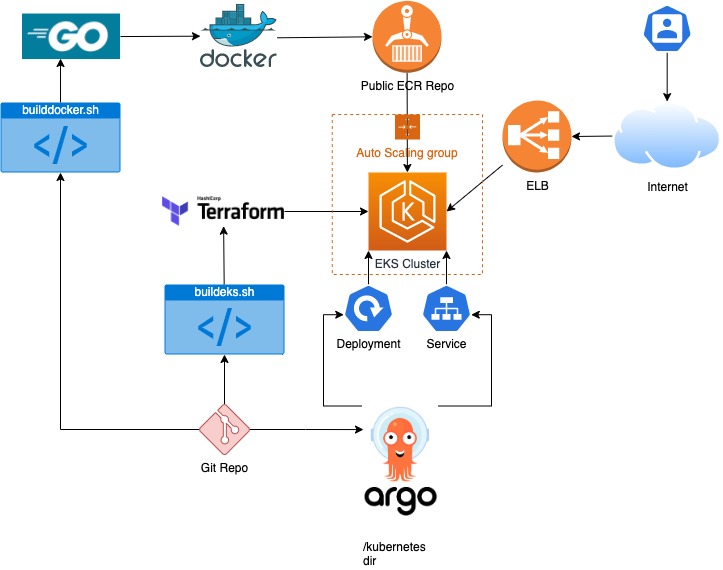 GO
docker
Public ECR Repo
builddocker.sh
</>
Auto Scaling group
ELB
Internet
HashiCorp
Terraform
K
EKS Cluster
buildeks.sh
</>
Deployment
Service
Git Repo
argo
/kubernetes
dir